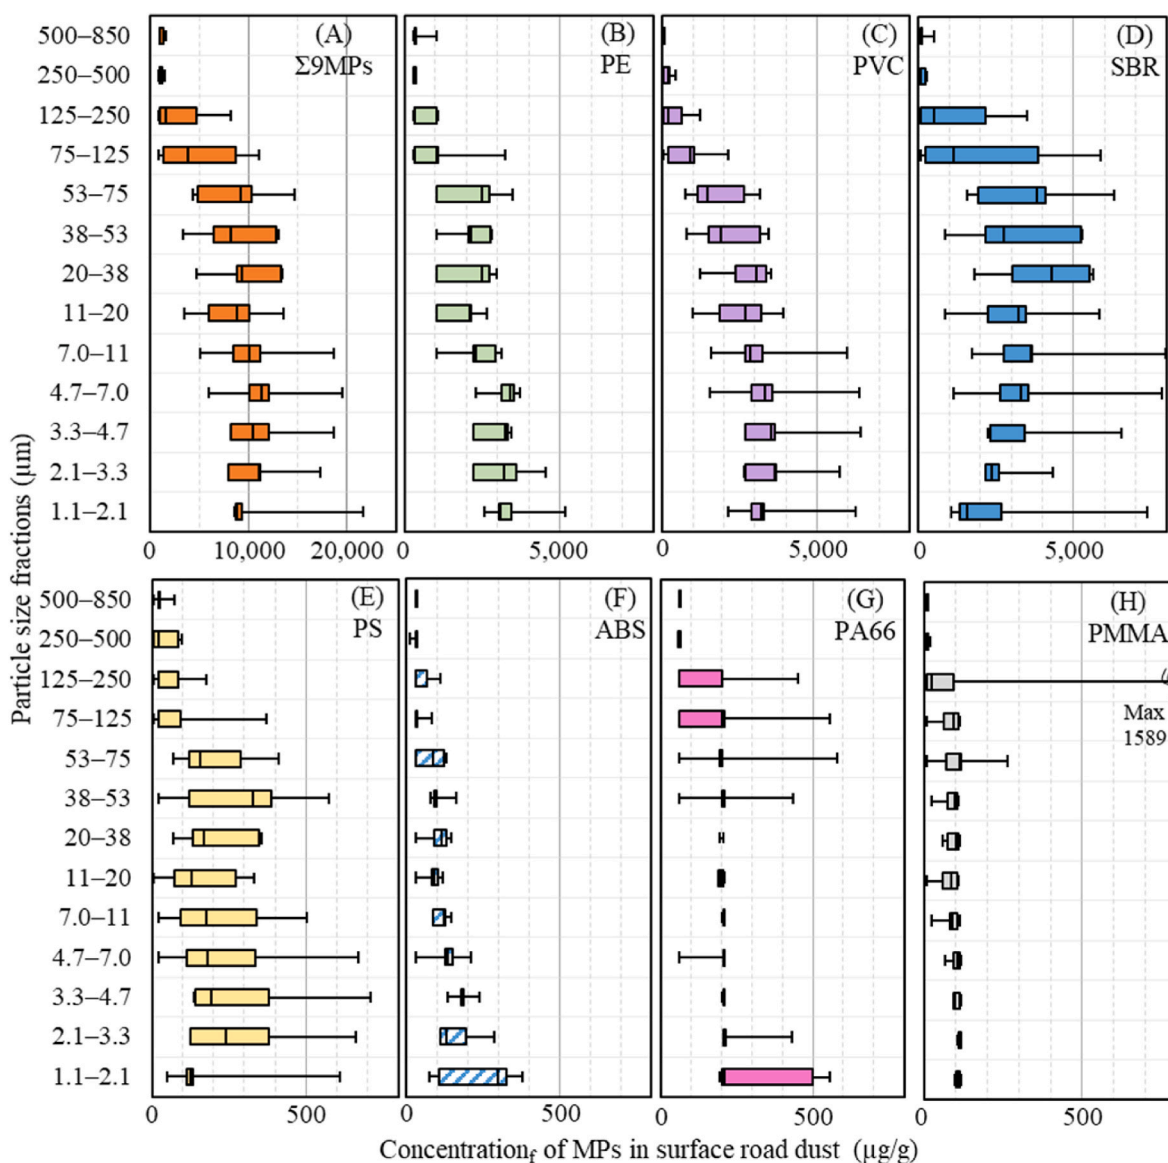 Particle size fractions (μm)
500–850
250–500
125–250
75–125
53–75
38–53
20–38
11–20
7.0–11
4.7–7.0
3.3–4.7
2.1–3.3
1.1–2.1
(A)
Σ9MPs
(B)
PE
(C)
PVC
(D)
SBR
0 10,000 20,000
0 5,000
0 5,000
0 5,000
500–850
250–500
125–250
75–125
53–75
38–53
20–38
11–20
7.0–11
4.7–7.0
3.3–4.7
2.1–3.3
1.1–2.1
(E)
PS
(F)
ABS
(G)
PA66
(H)
PMMA
Max
1589
0 500
0 500
0 500
0 500
Concentrationf of MPs in surface road dust (μg/g)